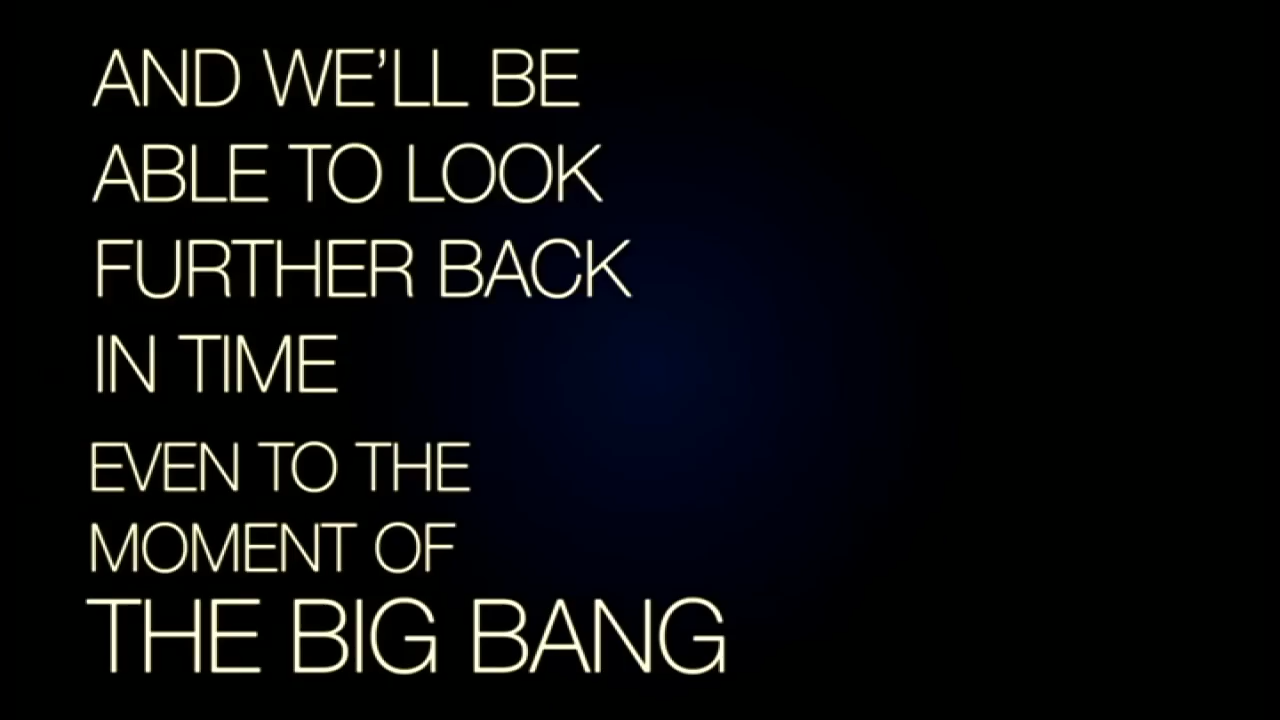 AND WE’LL BE
ABLE TO LOOK
FURTHER BACK
IN TIME
EVEN TO THE
MOMENT OF
THE BIG BANG